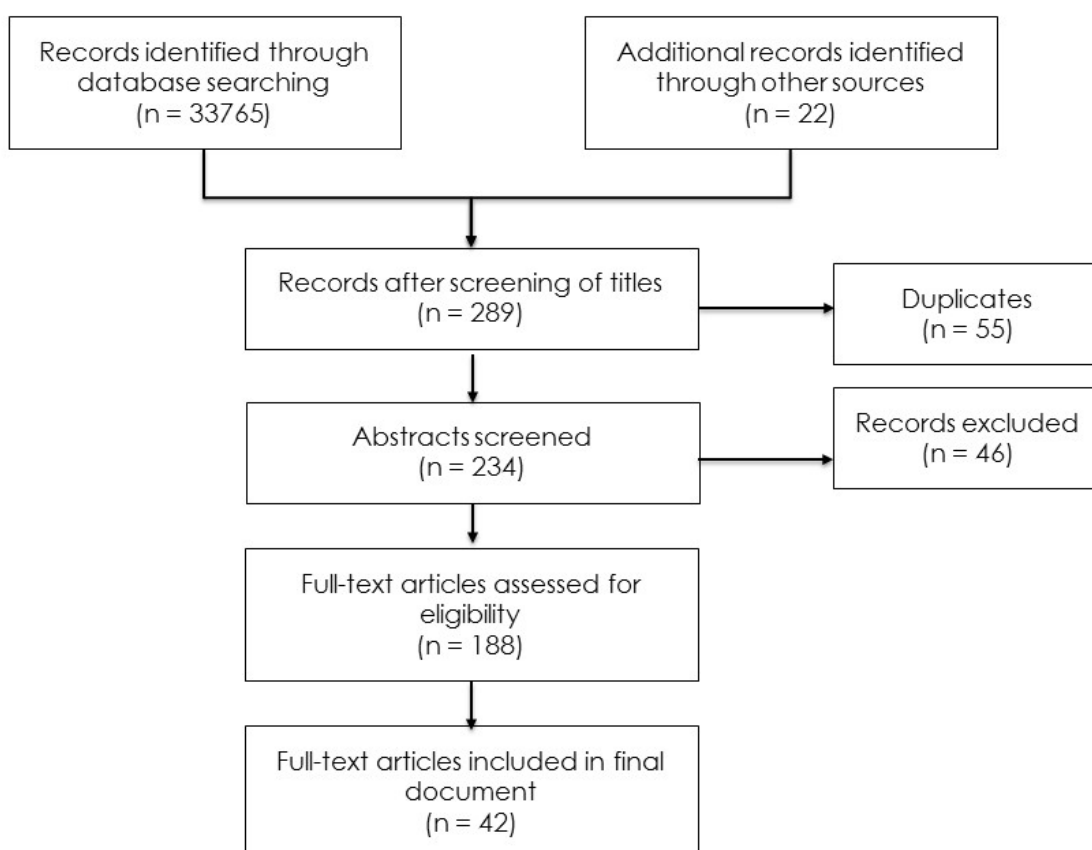 Records identified through
database searching
(n = 33765)
Additional records identified
through other sources
(n = 22)
Records after screening of titles
(n = 289)
Duplicates
(n = 55)
Abstracts screened
(n = 234)
Records excluded
(n = 46)
Full-text articles assessed for
eligibility
(n = 188)
Full-text articles included in final
document
(n = 42)